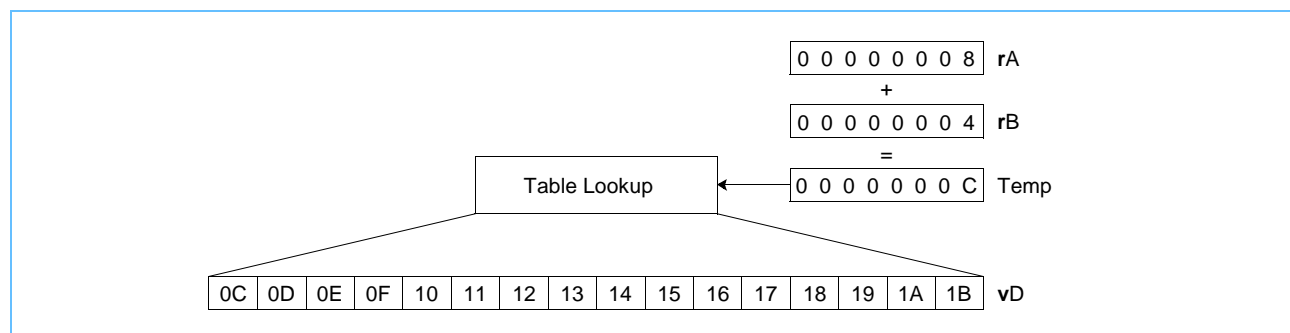 0 0 0 0 0 0 0 8 rA
+
0 0 0 0 0 0 0 4 rB
=
Table Lookup 0 0 0 0 0 0 0 C Temp
0C 0D 0E 0F 10 11 12 13 14 15 16 17 18 19 1A 1B vD